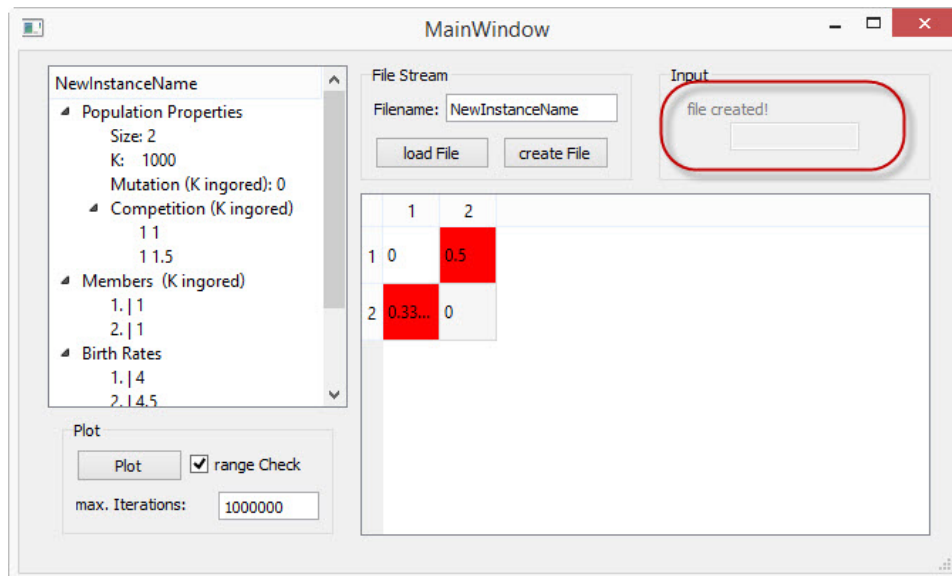 MainWindow
NewInstanceName
Population Properties
Size: 2
K: 1000
Mutation (K ingored): 0
Competition (K ingored)
1 1
1 1.5
Members (K ingored)
1. | 1
2. | 1
Birth Rates
1. | 4
2. | 4.5
Plot
Plot
range Check
max. Iterations: 1000000
File Stream
Filename: NewInstanceName
load File create File
Input
file created!
1 2
1 0 0.5
2 0.33... 0